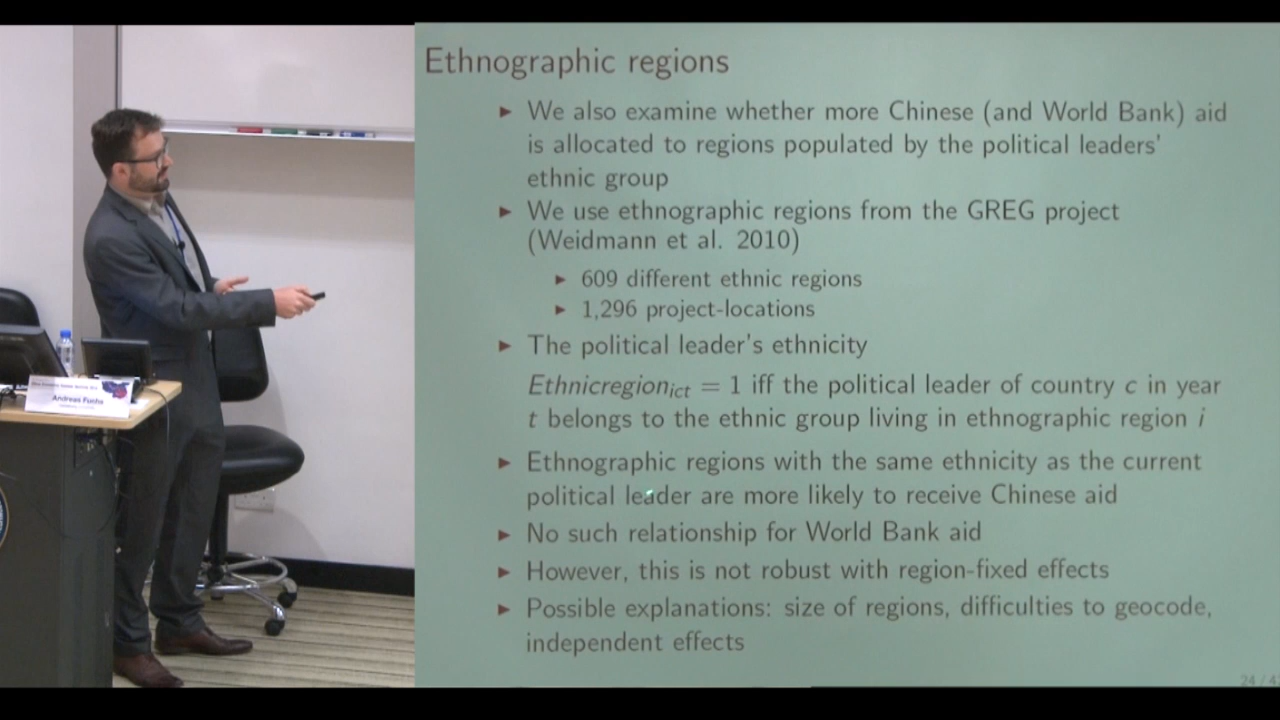 Ethnographic regions
► We also examine whether more Chinese (and World Bank) aid
is allocated to regions populated by the political leaders'
ethnic group
► We use ethnographic regions from the GREG project
(Weidmann et al. 2010)
► 609 different ethnic regions
► 1,296 project-locations
► The political leader's ethnicity
Ethnicregionict = 1 iff the political leader of country c in year
t belongs to the ethnic group living in ethnographic region i
► Ethnographic regions with the same ethnicity as the current
political leader are more likely to receive Chinese aid
► No such relationship for World Bank aid
► However, this is not robust with region-fixed effects
► Possible explanations: size of regions, difficulties to geocode,
independent effects
24 / 4
Andreas Fuchs